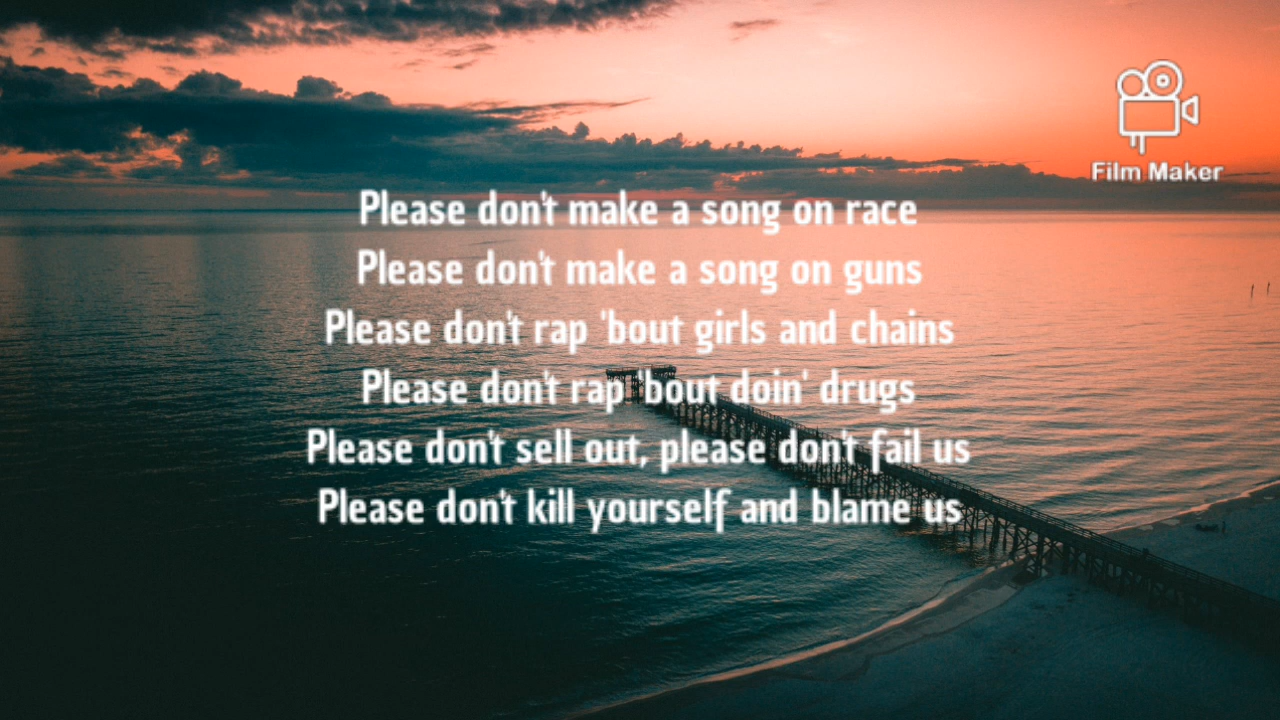 Film Maker
Please don't make a song on race
Please don't make a song on guns
Please don't rap 'bout girls and chains
Please don't rap 'bout doin' drugs
Please don't sell out, please don't fail us
Please don't kill yourself and blame us